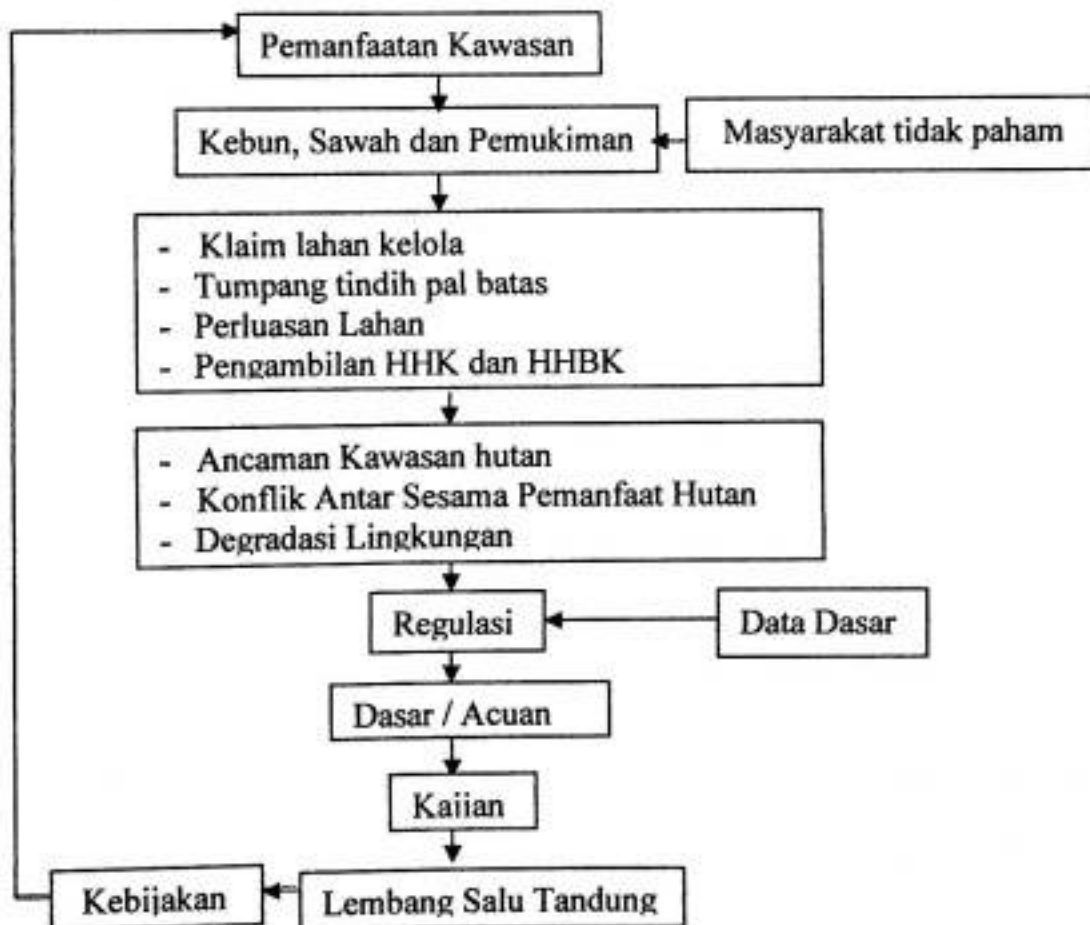 Pemanfaatan Kawasan
Kebun, Sawah dan Pemukiman
Masyarakat tidak paham
- Klaim lahan kelola
- Tumpang tindih pal batas
- Perluasan Lahan
- Pengambilan HHK dan HHBK
- Ancaman Kawasan hutan
- Konflik Antar Sesama Pemanfaat Hutan
- Degradasi Lingkungan
Regulasi
Data Dasar
Dasar / Acuan
Kajian
Kebijakan
Lembang Salu Tandung